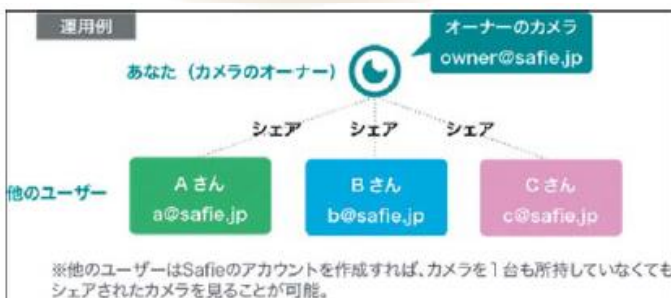 運用例
オーナーのカメラ
owner@safie.jp
あなた（カメラのオーナー）
シェア シェア シェア
他のユーザー
Aさん
a@safie.jp
Bさん
b@safie.jp
Cさん
c@safie.jp
※他のユーザーはSafieのアカウントを作成すれば、カメラを1台も所持していなくても
シェアされたカメラを見ることが可能。